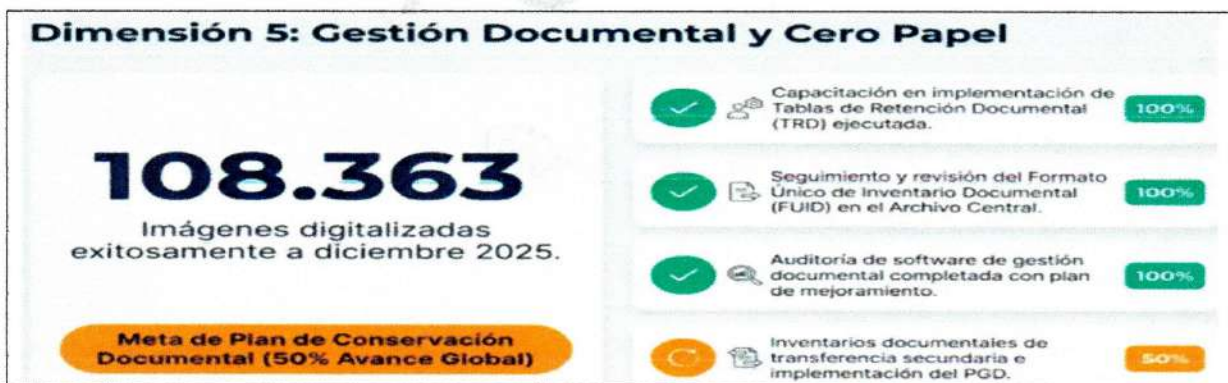 Dimensión 5: Gestión Documental y Cero Papel
108.363
Imágenes digitalizadas
exitosamente a diciembre 2025.
Meta de Plan de Conservación
Documental (50% Avance Global)
Capacitación en implementación de
Tablas de Retención Documental
(TRD) ejecutada.
100%
Seguimiento y revisión del Formato
Único de Inventario Documental
(FUID) en el Archivo Central.
100%
Auditoría de software de gestión
documental completada con plan
de mejoramiento.
100%
Inventarios documentales de
transferencia secundaria e
implementación del PGD.
50%